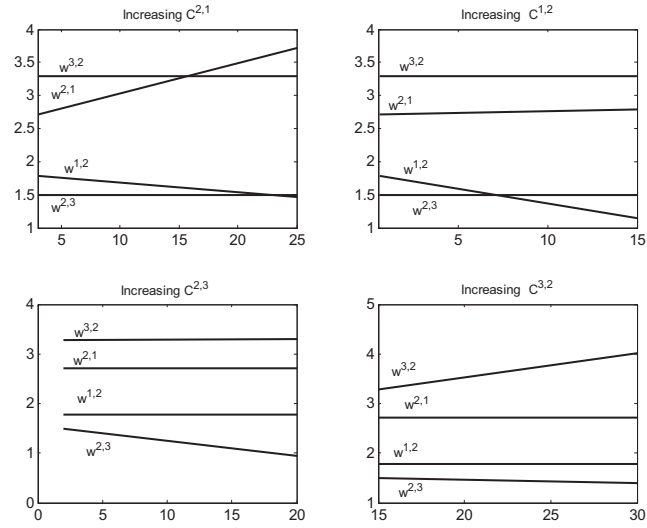 Increasing C^{2,1}
4
3.5
3
2.5
2
1.5
1
w^{3,2}
w^{2,1}
w^{1,2}
w^{2,3}
5 10 15 20 25
Increasing C^{1,2}
4
3.5
3
2.5
2
1.5
1
w^{3,2}
w^{2,1}
w^{1,2}
w^{2,3}
5 10 15
Increasing C^{2,3}
4
3
2
1
0
w^{3,2}
w^{2,1}
w^{1,2}
w^{2,3}
0 5 10 15 20
Increasing C^{3,2}
5
4
3
2
1
w^{3,2}
w^{2,1}
w^{1,2}
w^{2,3}
15 20 25 30